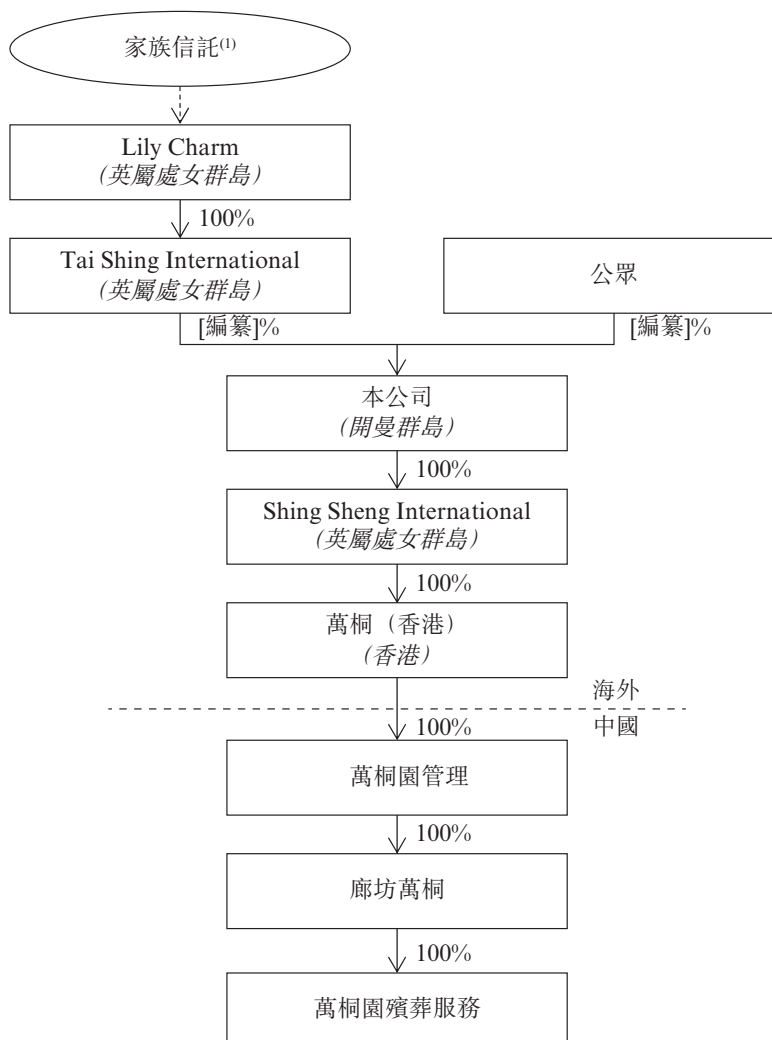 家族信託(1)
Lily Charm
(英屬處女群島)
100%
Tai Shing International
(英屬處女群島)
公眾
[編纂]%
[編纂]%
本公司
(開曼群島)
100%
Shing Sheng International
(英屬處女群島)
100%
萬桐（香港）
(香港)
海外
100%
中國
萬桐園管理
100%
廊坊萬桐
100%
萬桐園殯葬服務